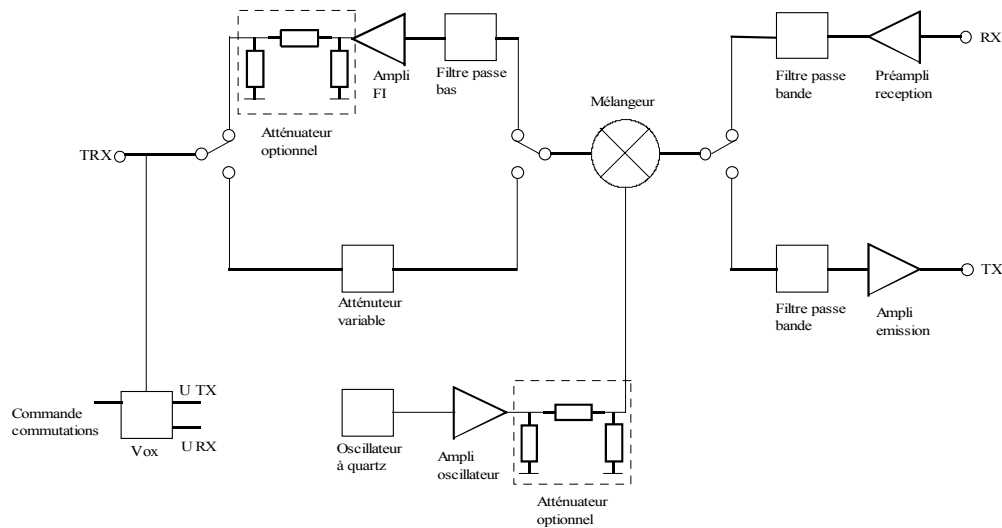 RX
Ampli
FI
Filtre passe
bas
Filtre passe
bande
Préampli
reception
Mélangeur
Atténuateur
optionnel
TRX
TX
Atténuteur
variable
Filtre passe
bande
Ampli
emission
U TX
Commande
commutations
U RX
Vox
Oscillateur
à quartz
Ampli
oscillateur
Atténuateur
optionnel